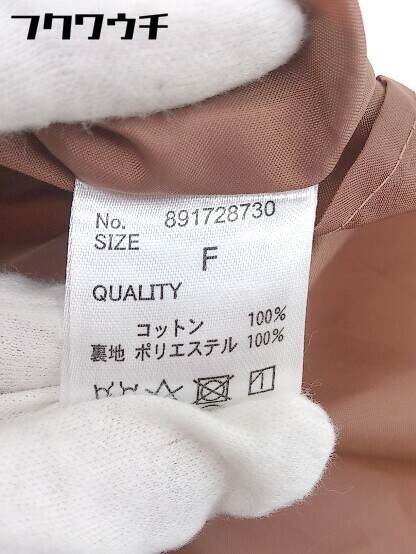 フクワウチ
No. 891728730
SIZE
F
QUALITY
コットン 100%
裏地 ポリエステル 100%